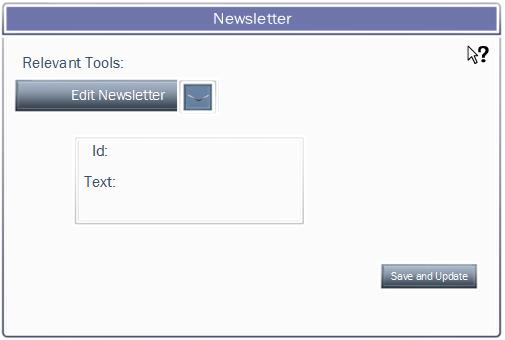 Newsletter
?
Relevant Tools:
Edit Newsletter
Id:
Text:
Save and Update